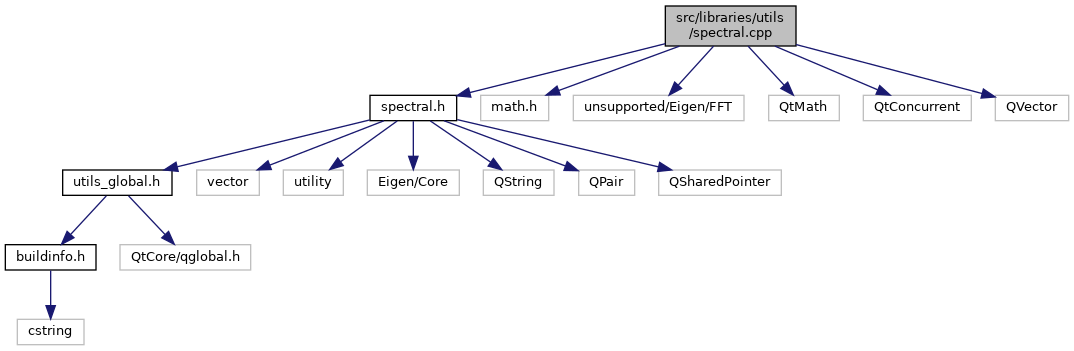 src/libraries/utils
/spectral.cpp
spectral.h
math.h
unsupported/Eigen/FFT
QtMath
QtConcurrent
QVector
utils_global.h
vector
utility
Eigen/Core
QString
QPair
QSharedPointer
buildinfo.h
QtCore/qglobal.h
cstring